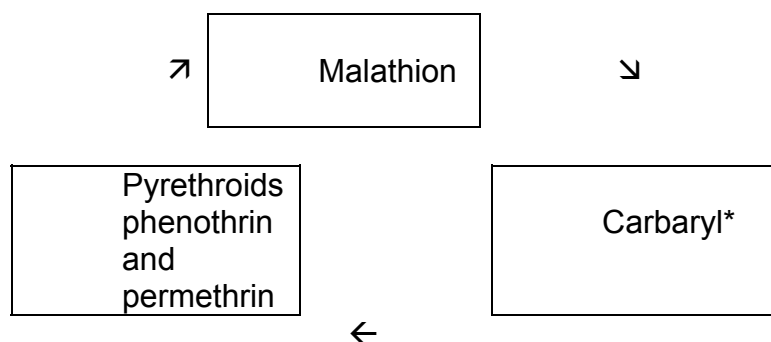 Malathion
Pyrethroids
phenothrin
and
permethrin
Carbaryl*